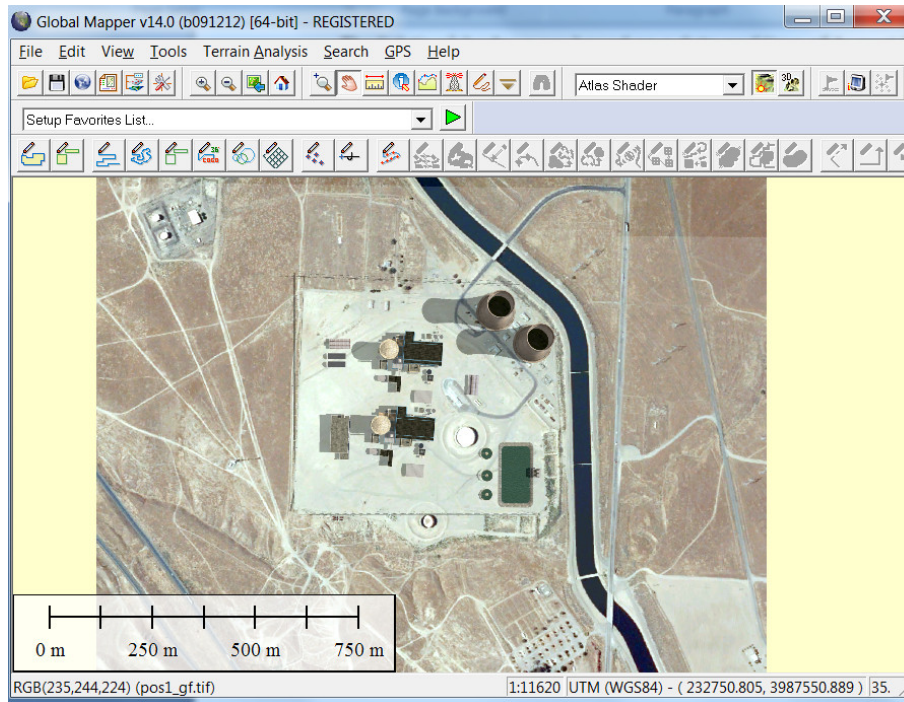 Global Mapper v14.0 (b091212) [64-bit] - REGISTERED
File Edit View Tools Terrain Analysis Search GPS Help
Atlas Shader
3D
Setup Favorites List...
0 m 250 m 500 m 750 m
RGB(235,244,224) (pos1_gf.tif) 1:11620 UTM (WGS84) - ( 232750.805, 3987550.889 ) 35.